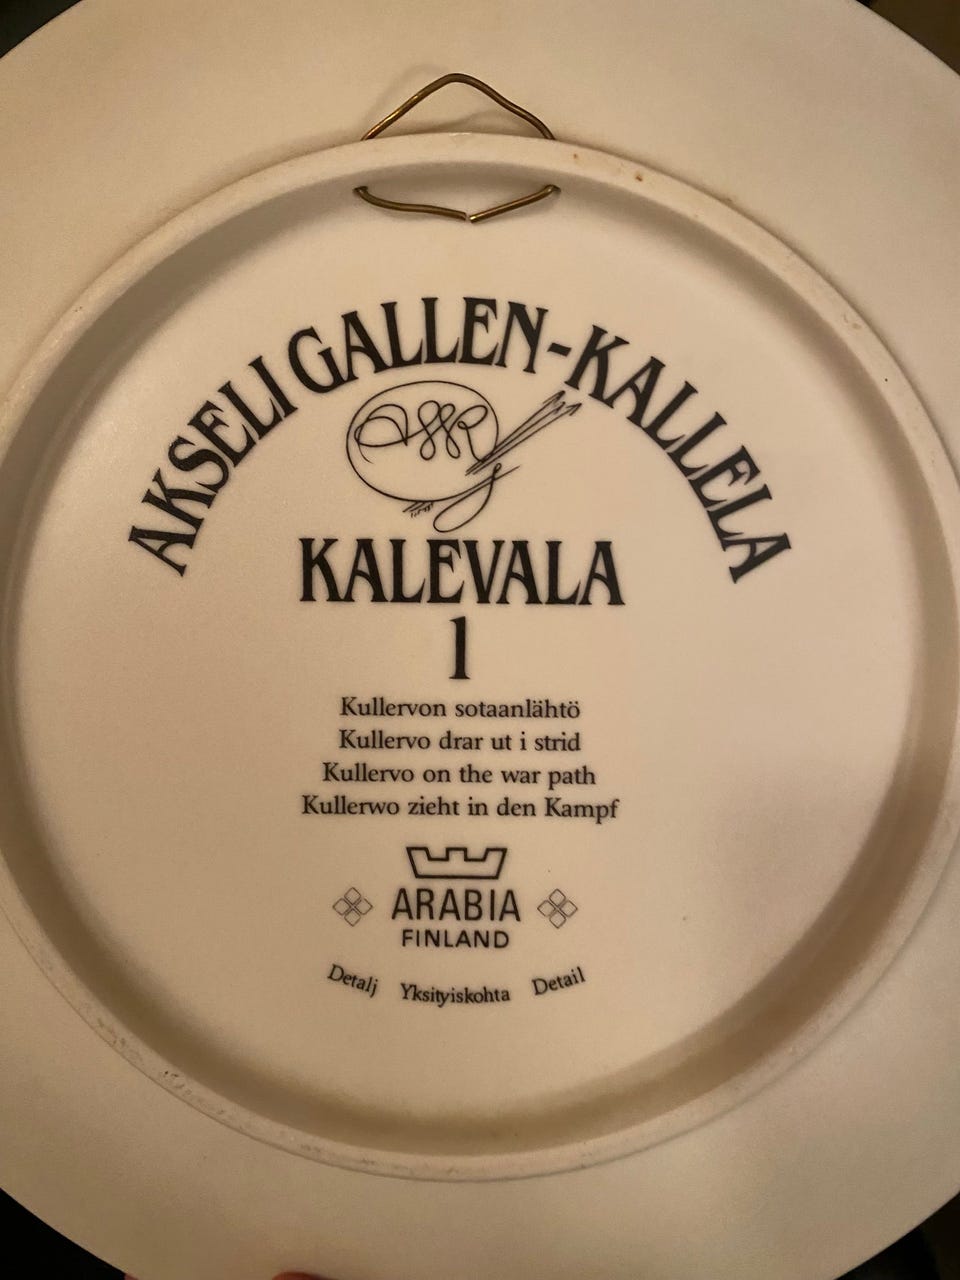 AKSELI GALLEN-KALLELA
KALEVALA
1
Kullervon sotaanlähtö
Kullervo drar ut i strid
Kullervo on the war path
Kullerwo zieht in den Kampf
ARABIA
FINLAND
Detalj Yksityiskohta Detail